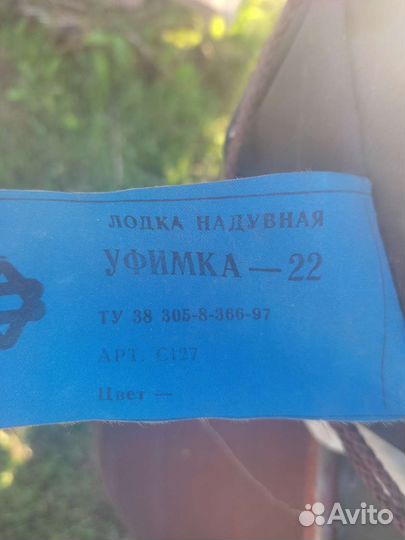 ЛОДКА НАДУВНАЯ
УФИМКА — 22
ТУ 38 305-8-366-97
АРТ. С127
Цвет —
Avito